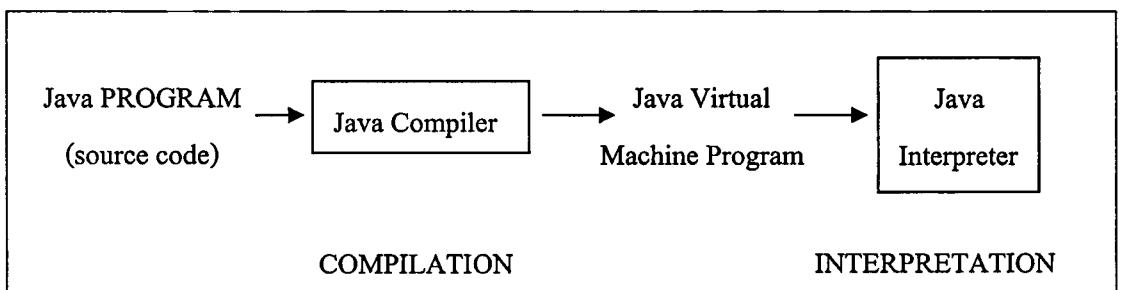 Java PROGRAM
(source code)
Java Compiler
Java Virtual
Machine Program
Java
Interpreter
COMPILATION
INTERPRETATION